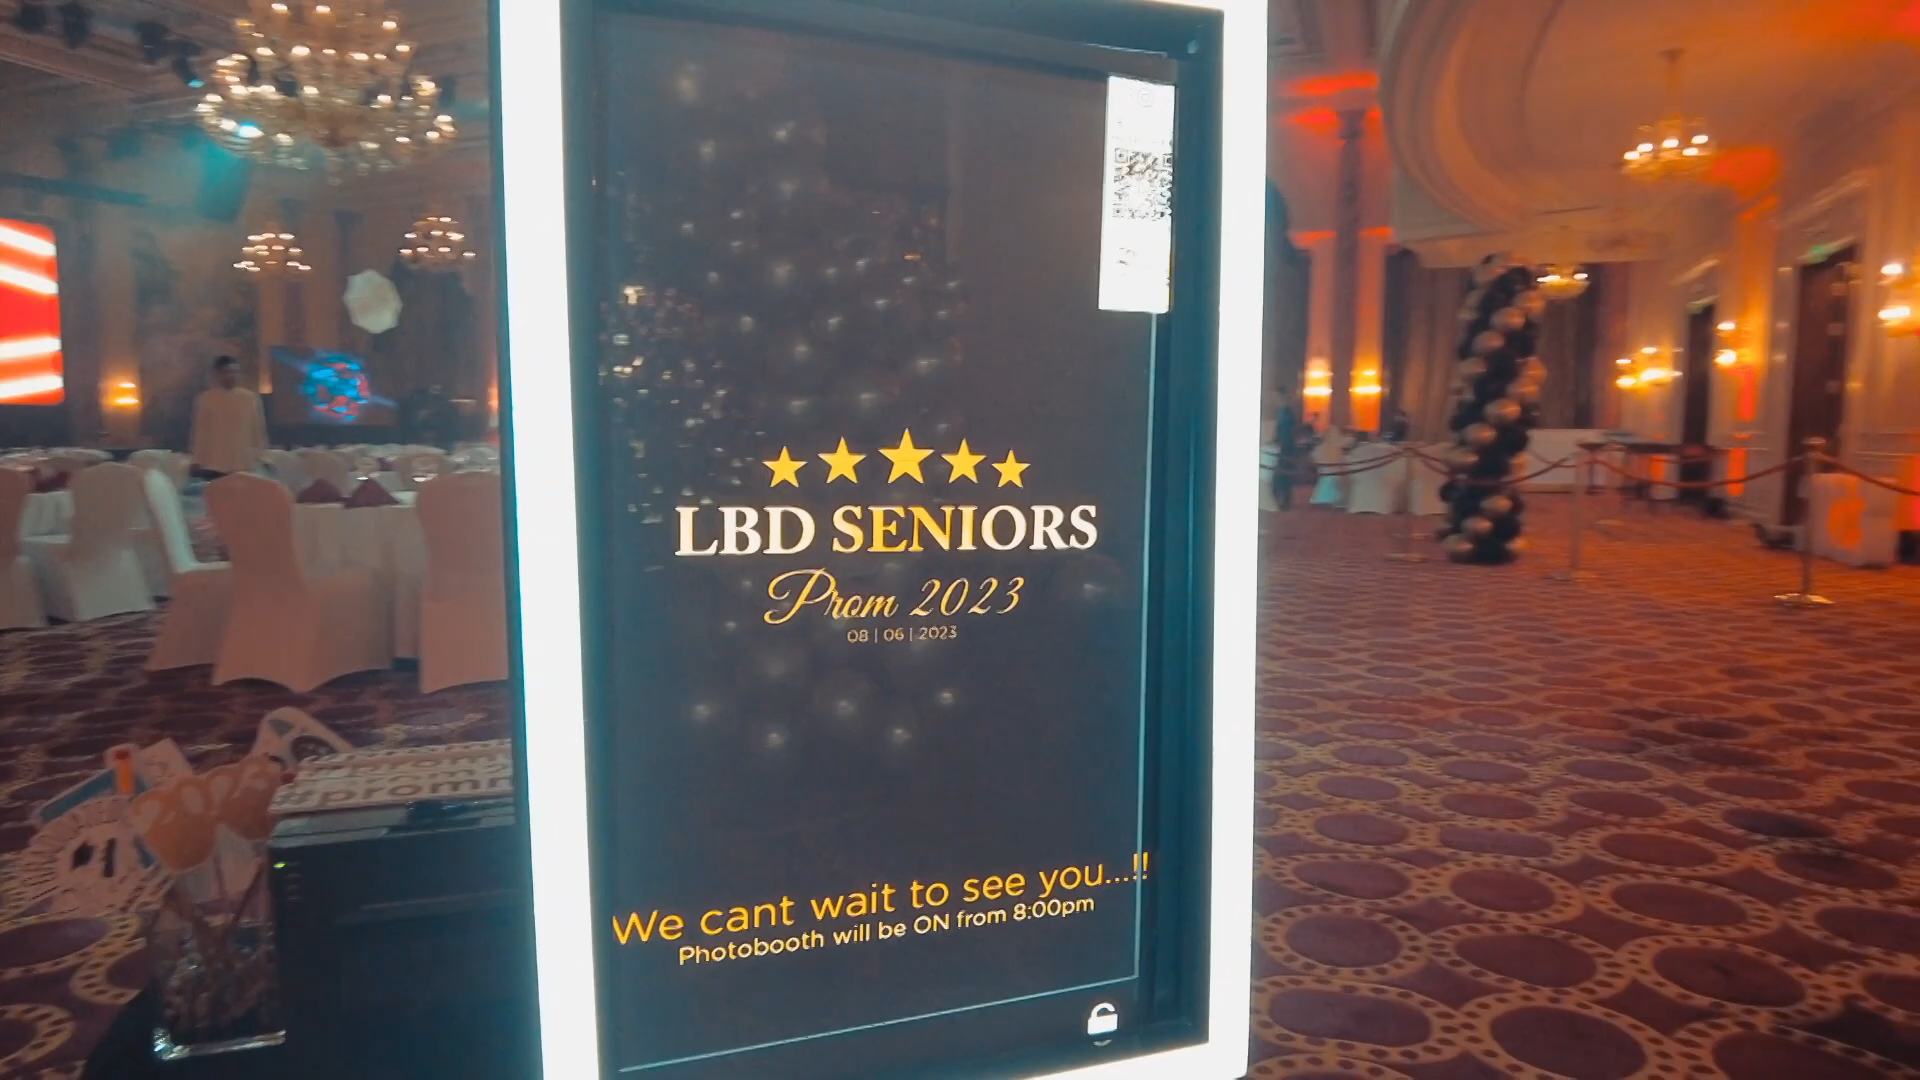 LBD SENIORS
Prom 2023
08 | 06 | 2023
We cant wait to see you...!!
Photobooth will be ON from 8:00pm
2023